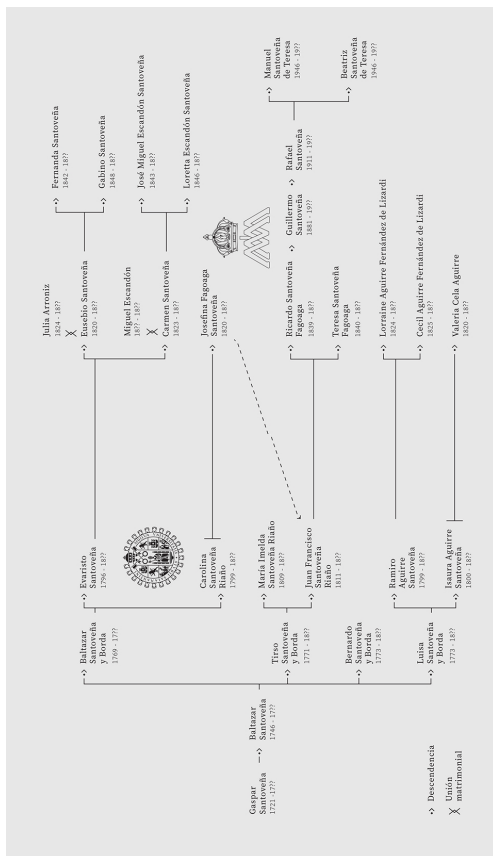 Gaspar
Santoveña
1721 -17??
Baltazar
Santoveña
1746 - 17??
Baltazar
Santoveña
y Borda
1769 - 17??
Tirso
Santoveña
y Borda
1771 - 18??
Bernardo
Santoveña
y Borda
1773 - 18??
Luisa
Santoveña
y Borda
1773 - 18??
Evaristo
Santoveña
1796 - 18??
Carolina
Santoveña
Riaño
1799 - 18??
María Imelda
Santoveña Riaño
1809 - 18??
Juan Francisco
Santoveña
Riaño
1811 - 18??
Ramiro
Aguirre
Santoveña
1799 - 18??
Isaura Aguirre
Santoveña
1800 - 18??
Julia Arroniz
1824 - 18??
Eusebio Santoveña
1820 - 18??
Miguel Escandón
18?? - 18??
Carmen Santoveña
1823 - 18??
Josefina Fagoaga
Santoveña
1820 - 18??
Ricardo Santoveña
Fagoaga
1839 - 18??
Teresa Santoveña
Fagoaga
1840 - 18??
Lorraine Aguirre Fernández de Lizardi
1824 - 18??
Cecil Aguirre Fernández de Lizardi
1825 - 18??
Valeria Cela Aguirre
1820 - 18??
Fernanda Santoveña
1842 - 18??
Gabino Santoveña
1848 - 18??
José Miguel Escandón Santoveña
1843 - 18??
Loretta Escandón Santoveña
1846 - 18??
Guillermo
Santoveña
1881 - 19??
Rafael
Santoveña
1911 - 19??
Manuel
Santoveña
de Teresa
1946 - 19??
Beatriz
Santoveña
de Teresa
1946 - 19??
Descendencia
Unión
matrimonial